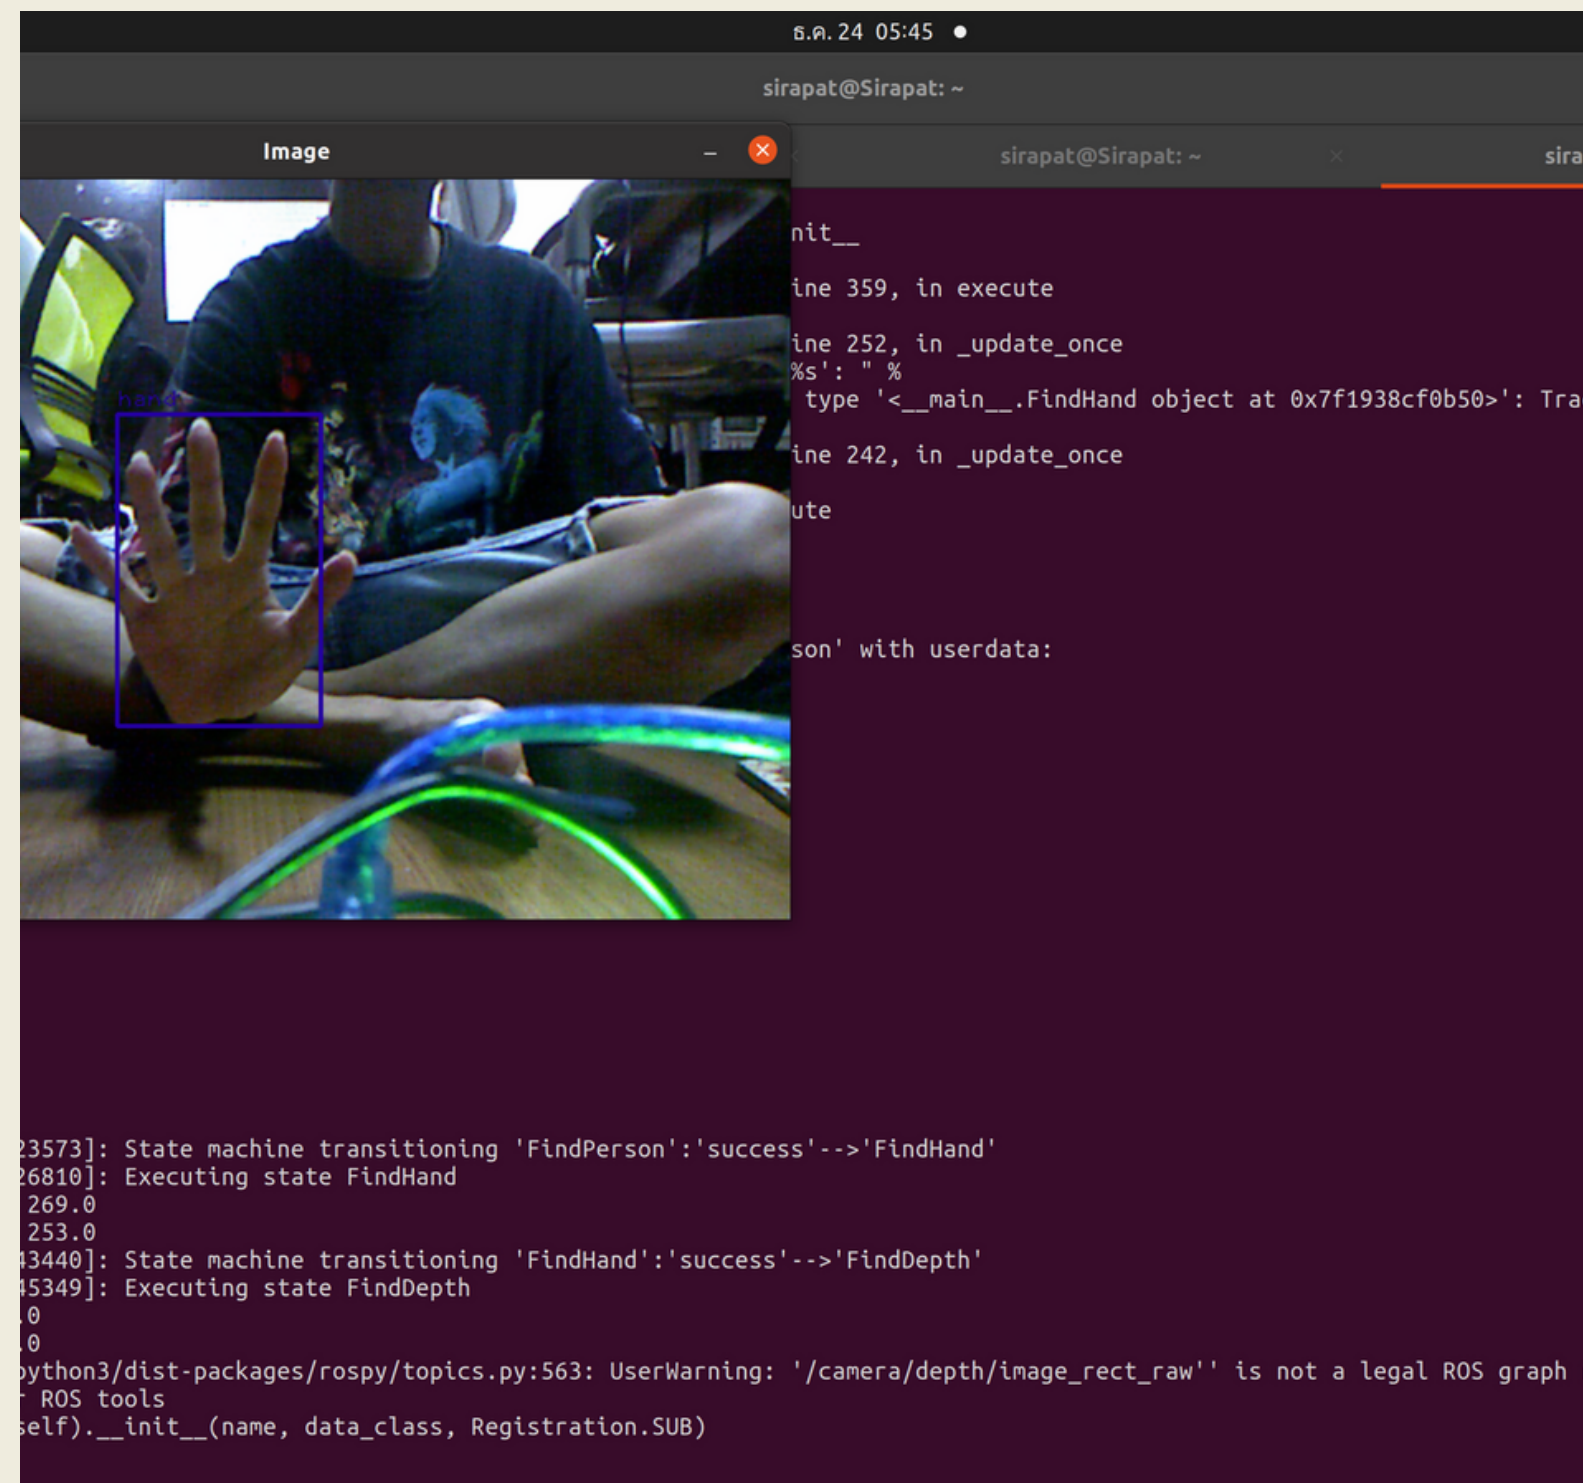 ธ.ค. 24 05:45
sirapat@Sirapat: ~
Image
sirapat@Sirapat: ~
sira
nit__
ine 359, in execute
ine 252, in _update_once
%s': " %
type '<__main__.FindHand object at 0x7f1938cf0b50>': Tra
ine 242, in _update_once
ute
son' with userdata:
23573]: State machine transitioning 'FindPerson':'success'-->'FindHand'
26810]: Executing state FindHand
269.0
253.0
43440]: State machine transitioning 'FindHand':'success'-->'FindDepth'
45349]: Executing state FindDepth
.0
.0
python3/dist-packages/rospy/topics.py:563: UserWarning: '/camera/depth/image_rect_raw'' is not a legal ROS graph
ROS tools
self).__init__(name, data_class, Registration.SUB)